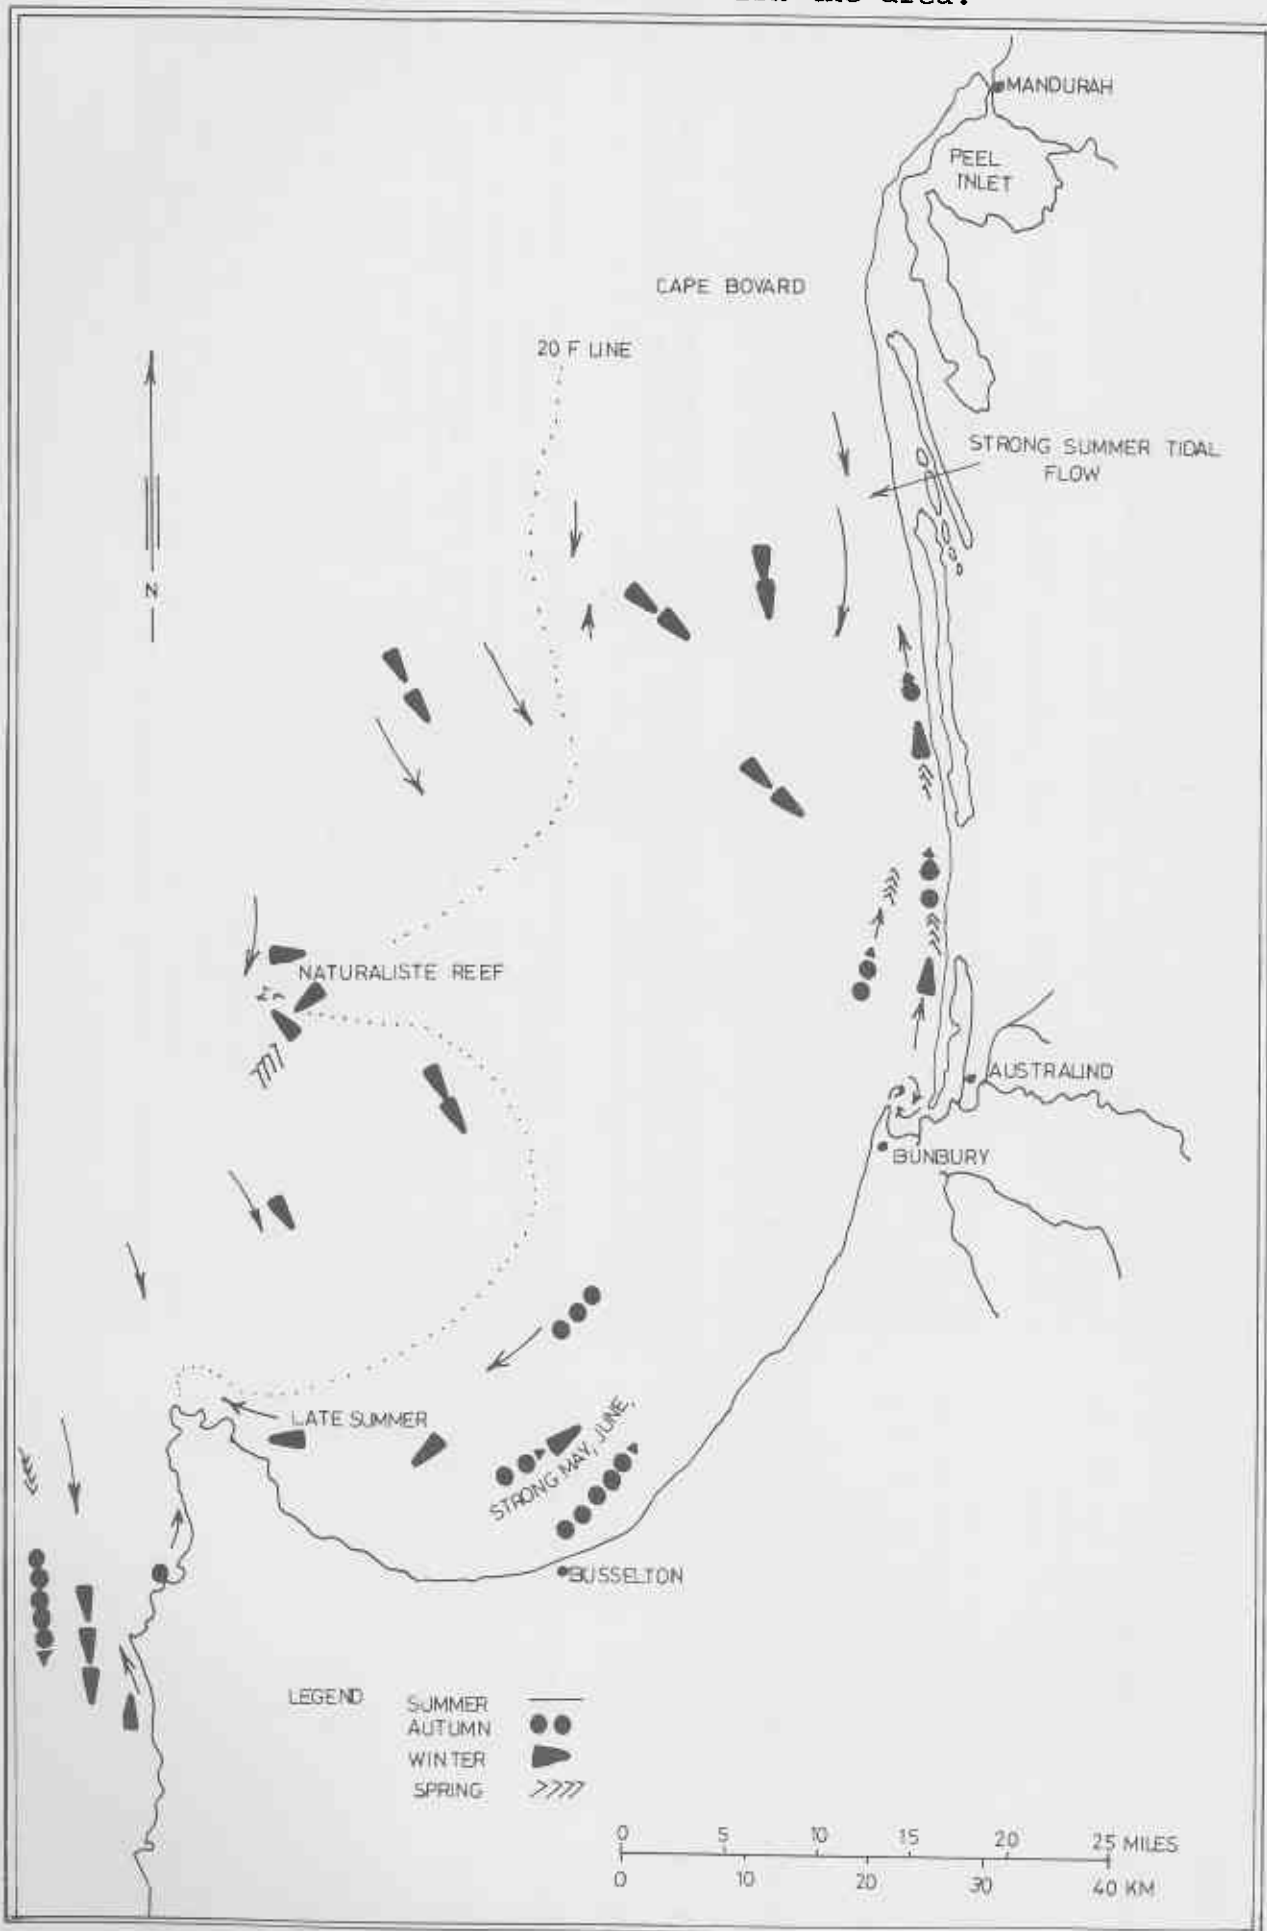 the area.
MANDURAH
PEEL
INLET
CAPE BOVARD
20 F LINE
STRONG SUMMER TIDAL
FLOW
N
NATURALISTE REEF
AUSTRALIND
BUNBURY
LATE SUMMER
STRONG MAY, JUNE,
BUSSELTON
LEGEND
SUMMER
AUTUMN
WINTER
SPRING
0 5 10 15 20 25 MILES
0 10 20 30 40 KM